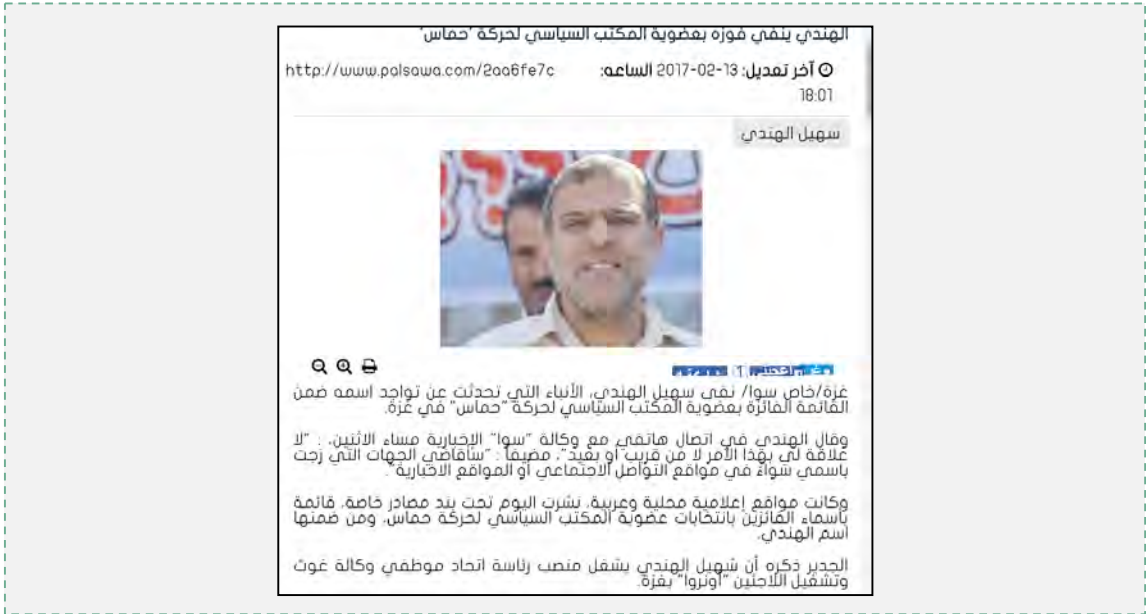 الهندي ينفي فوزه بعضوية المكتب السياسي لحركة "حماس"
آخر تعديل: 13-02-2017 الساعه:
http://www.palsawa.com/2aa6fe7c
18:01
سهيل الهندي
غزة/خاص سوا/ نفى سهيل الهندي، الأنباء التي تحدثت عن تواجد اسمه ضمن
القائمة الفائزة بعضوية المكتب السياسي لحركة "حماس" في غزة.
وقال الهندي في اتصال هاتفي مع وكالة "سوا" الإخبارية مساء الاثنين، : "لا
علاقة لي بهذا الأمر لا من قريب أو بعيد"، مضيفاً : "سأقاضي الجهات التي زجت
باسمي سواءً في مواقع التواصل الاجتماعي أو المواقع الاخبارية".
وكانت مواقع إعلامية محلية وعربية، نشرت اليوم تحت بند مصادر خاصة، قائمة
بأسماء الفائزين بانتخابات عضوية المكتب السياسي لحركة حماس، ومن ضمنها
اسم الهندي.
الجدير ذكره أن سهيل الهندي يشغل منصب رئاسة اتحاد موظفي وكالة غوث
وتشغيل اللاجئين "أونروا" بغزة.